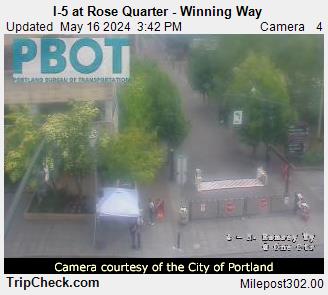 I-5 at Rose Quarter - Winning Way
Updated May 16 2024 3:42 PM Camera 4
PBOT
PORTLAND BUREAU OF TRANSPORTATION
Camera courtesy of the City of Portland
TripCheck.com Milepost302.00